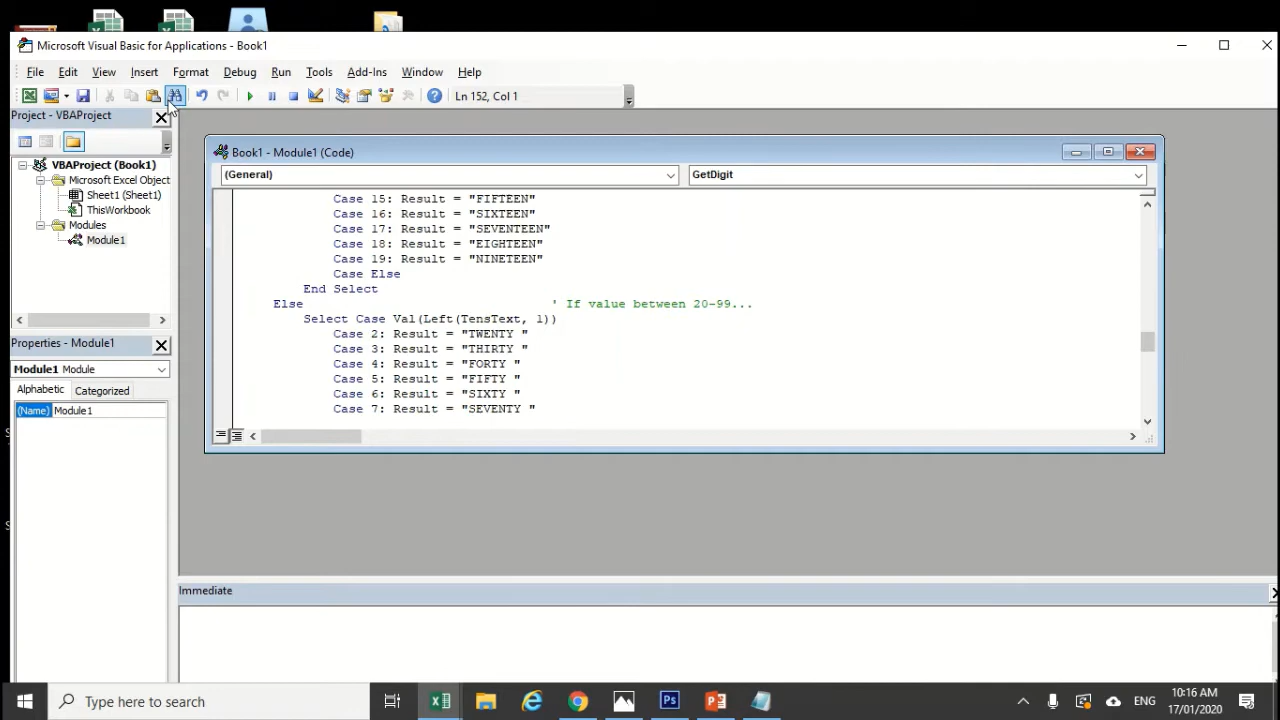 Microsoft Visual Basic for Applications - Book1
File Edit View Insert Format Debug Run Tools Add-Ins Window Help
Ln 152, Col 1
Project - VBAProject
VBAProject (Book1)
Microsoft Excel Object
Sheet1 (Sheet1)
ThisWorkbook
Modules
Module1
Properties - Module1
Module1 Module
Alphabetic Categorized
(Name) Module1
Book1 - Module1 (Code)
(General) GetDigit
Case 15: Result = "FIFTEEN"
Case 16: Result = "SIXTEEN"
Case 17: Result = "SEVENTEEN"
Case 18: Result = "EIGHTEEN"
Case 19: Result = "NINETEEN"
Case Else
End Select
Else ' If value between 20-99...
Select Case Val(Left(TensText, 1))
Case 2: Result = "TWENTY "
Case 3: Result = "THIRTY "
Case 4: Result = "FORTY "
Case 5: Result = "FIFTY "
Case 6: Result = "SIXTY "
Case 7: Result = "SEVENTY "
Immediate
Type here to search
Ps
ENG
10:16 AM
17/01/2020